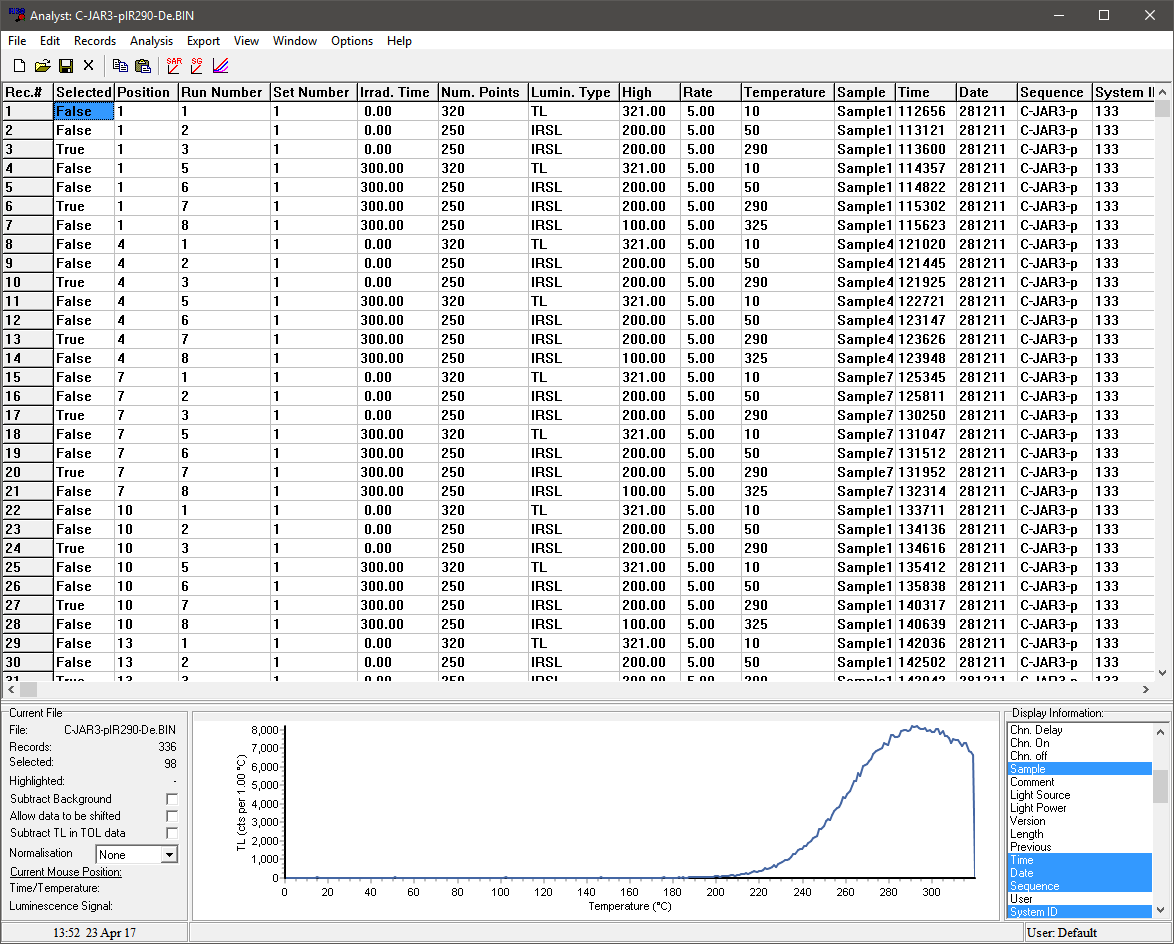 Analyst: C-JAR3-pIR290-De.BIN
File Edit Records Analysis Export View Window Options Help
SAR SG
Rec.# Selected Position Run Number Set Number Irrad. Time Num. Points Lumin. Type High Rate Temperature Sample Time Date Sequence System I
1 False 1 1 1 0.00 320 TL 321.00 5.00 10 Sample1 112656 281211 C-JAR3-p 133
2 False 1 2 1 0.00 250 IRSL 200.00 5.00 50 Sample1 113121 281211 C-JAR3-p 133
3 True 1 3 1 0.00 250 IRSL 200.00 5.00 290 Sample1 113600 281211 C-JAR3-p 133
4 False 1 5 1 300.00 320 TL 321.00 5.00 10 Sample1 114357 281211 C-JAR3-p 133
5 False 1 6 1 300.00 250 IRSL 200.00 5.00 50 Sample1 114822 281211 C-JAR3-p 133
6 True 1 7 1 300.00 250 IRSL 200.00 5.00 290 Sample1 115302 281211 C-JAR3-p 133
7 False 1 8 1 300.00 250 IRSL 100.00 5.00 325 Sample1 115623 281211 C-JAR3-p 133
8 False 4 1 1 0.00 320 TL 321.00 5.00 10 Sample4 121020 281211 C-JAR3-p 133
9 False 4 2 1 0.00 250 IRSL 200.00 5.00 50 Sample4 121445 281211 C-JAR3-p 133
10 True 4 3 1 0.00 250 IRSL 200.00 5.00 290 Sample4 121925 281211 C-JAR3-p 133
11 False 4 5 1 300.00 320 TL 321.00 5.00 10 Sample4 122721 281211 C-JAR3-p 133
12 False 4 6 1 300.00 250 IRSL 200.00 5.00 50 Sample4 123147 281211 C-JAR3-p 133
13 True 4 7 1 300.00 250 IRSL 200.00 5.00 290 Sample4 123626 281211 C-JAR3-p 133
14 False 4 8 1 300.00 250 IRSL 100.00 5.00 325 Sample4 123948 281211 C-JAR3-p 133
15 False 7 1 1 0.00 320 TL 321.00 5.00 10 Sample7 125345 281211 C-JAR3-p 133
16 False 7 2 1 0.00 250 IRSL 200.00 5.00 50 Sample7 125811 281211 C-JAR3-p 133
17 True 7 3 1 0.00 250 IRSL 200.00 5.00 290 Sample7 130250 281211 C-JAR3-p 133
18 False 7 5 1 300.00 320 TL 321.00 5.00 10 Sample7 131047 281211 C-JAR3-p 133
19 False 7 6 1 300.00 250 IRSL 200.00 5.00 50 Sample7 131512 281211 C-JAR3-p 133
20 True 7 7 1 300.00 250 IRSL 200.00 5.00 290 Sample7 131952 281211 C-JAR3-p 133
21 False 7 8 1 300.00 250 IRSL 100.00 5.00 325 Sample7 132314 281211 C-JAR3-p 133
22 False 10 1 1 0.00 320 TL 321.00 5.00 10 Sample1 133711 281211 C-JAR3-p 133
23 False 10 2 1 0.00 250 IRSL 200.00 5.00 50 Sample1 134136 281211 C-JAR3-p 133
24 True 10 3 1 0.00 250 IRSL 200.00 5.00 290 Sample1 134616 281211 C-JAR3-p 133
25 False 10 5 1 300.00 320 TL 321.00 5.00 10 Sample1 135412 281211 C-JAR3-p 133
26 False 10 6 1 300.00 250 IRSL 200.00 5.00 50 Sample1 135838 281211 C-JAR3-p 133
27 True 10 7 1 300.00 250 IRSL 200.00 5.00 290 Sample1 140317 281211 C-JAR3-p 133
28 False 10 8 1 300.00 250 IRSL 100.00 5.00 325 Sample1 140639 281211 C-JAR3-p 133
29 False 13 1 1 0.00 320 TL 321.00 5.00 10 Sample1 142036 281211 C-JAR3-p 133
30 False 13 2 1 0.00 250 IRSL 200.00 5.00 50 Sample1 142502 281211 C-JAR3-p 133
Current File
File: C-JAR3-pIR290-De.BIN
Records: 336
Selected: 98
Highlighted: -
Subtract Background
Allow data to be shifted
Subtract TL in TOL data
Normalisation None
Current Mouse Position:
Time/Temperature:
Luminescence Signal:
TL (cts per 1.00 °C)
8,000
7,000
6,000
5,000
4,000
3,000
2,000
1,000
0
0 20 40 60 80 100 120 140 160 180 200 220 240 260 280 300
Temperature (°C)
Display Information:
Chn. Delay
Chn. On
Chn. off
Sample
Comment
Light Source
Light Power
Version
Length
Previous
Time
Date
Sequence
User
System ID
13:52 23 Apr 17
User: Default